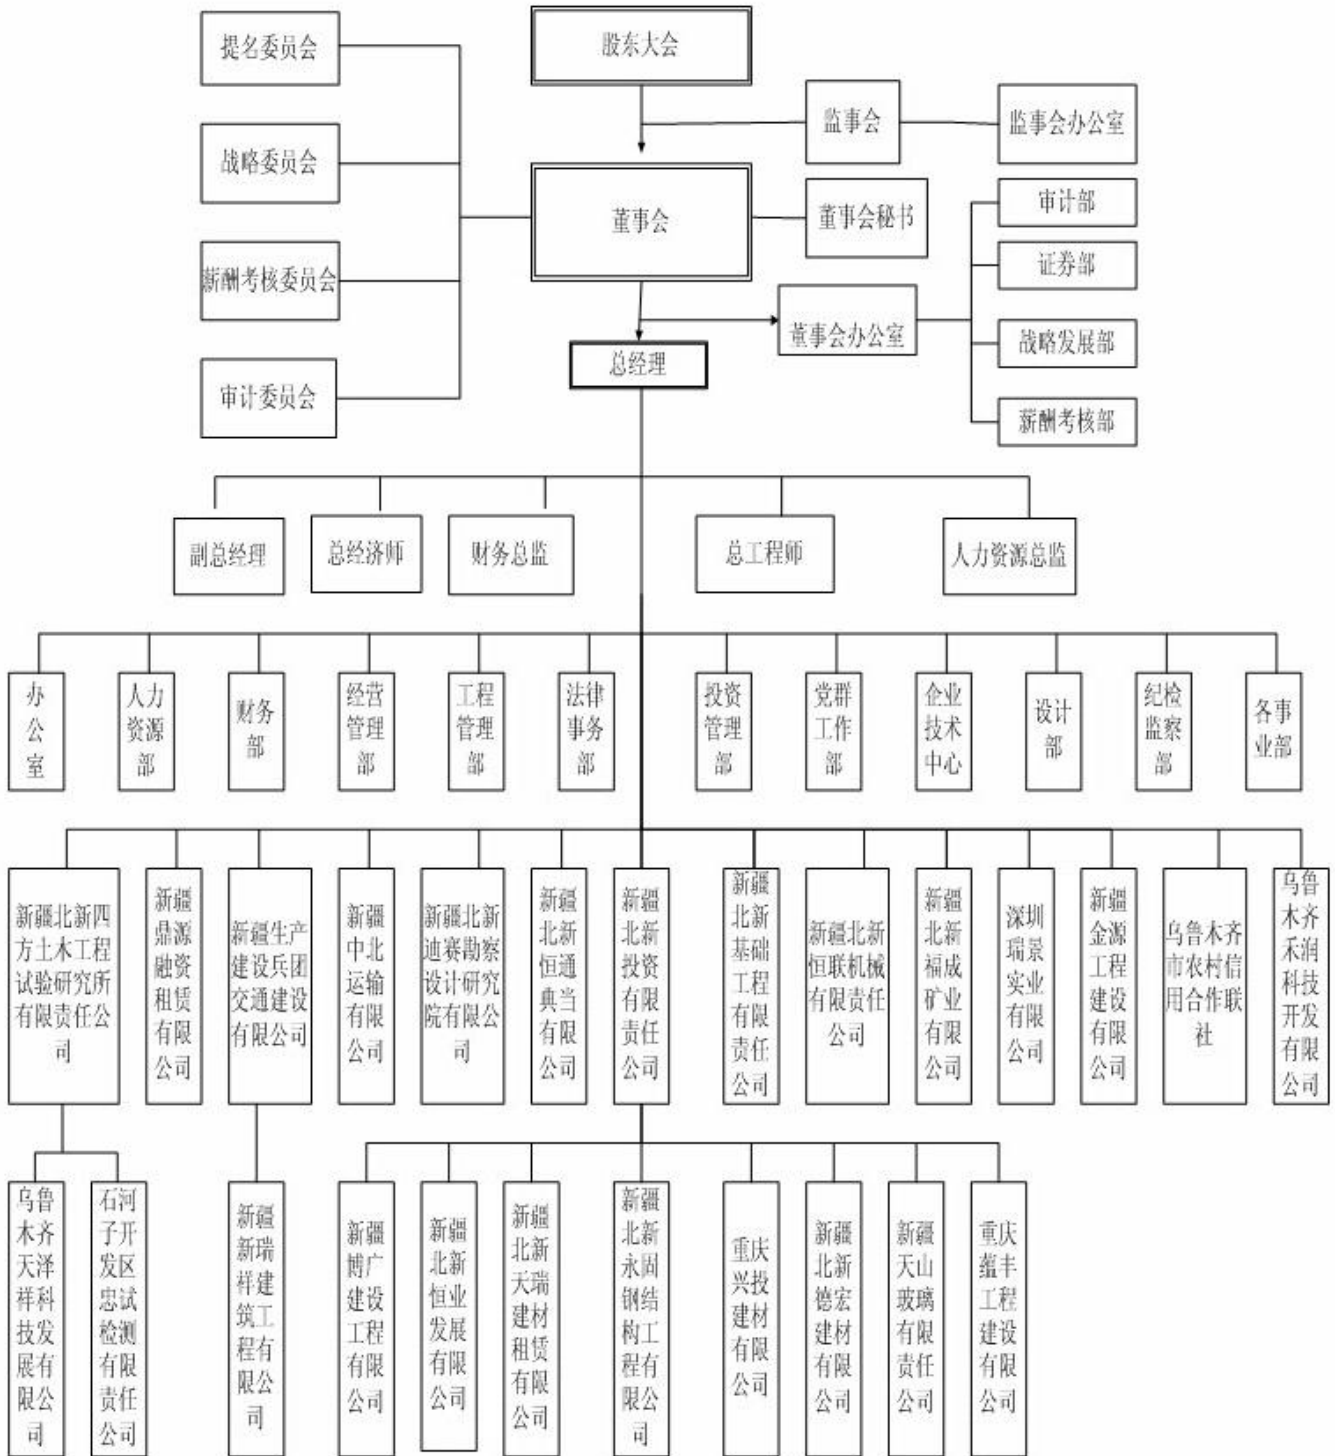 提名委员会
股东大会
监事会
监事会办公室
战略委员会
审计部
董事会
董事会秘书
证券部
薪酬考核委员会
董事会办公室
战略发展部
总经理
审计委员会
薪酬考核部
副总经理
总经济师
财务总监
总工程师
人力资源总监
办
公
室
人力
资源
部
财务
部
经营
管理
部
工程
管理
部
法律
事务
部
投资
管理
部
党群
工作
部
企业
技术
中心
设计
部
纪检
监察
部
各事
业部
新疆北新四
方土木工程
试验研究所
有限责任公
司
新疆
鼎源
融资
租赁
有限
公司
新疆生产
建设兵团
交通建设
有限公司
新疆
中北
运输
有限
公司
新疆北新
迪赛勘察
设计研究
院有限公
司
新疆
北新
恒通
典当
有限
公司
新疆
北新
投资
有限
责任
公司
新疆
北新
基础
工程
有限
责任
公司
新疆北新
恒联机械
有限责任
公司
新疆
北新
福成
矿业
有限
公司
深圳
瑞景
实业
有限
公司
新疆
金源
工程
建设
有限
公司
乌鲁木齐
市农村信
用合作联
社
乌鲁
木齐
禾润
科技
开发
有限
公司
乌鲁
木齐
天泽
祥科
技发
展有
限公
司
石河
子开
发区
忠试
检测
有限
责任
公司
新疆
新瑞
祥建
筑工
程有
限公
司
新疆
博广
建设
工程
有限
公司
新疆
北新
恒业
发展
有限
公司
新疆
北新
天瑞
建材
租赁
有限
公司
新疆
北新
永固
钢结
构工
程有
限公
司
重庆
兴投
建材
有限
公司
新疆
北新
德宏
建材
有限
公司
新疆
天山
玻璃
有限
责任
公司
重庆
蕴丰
工程
建设
有限
公司